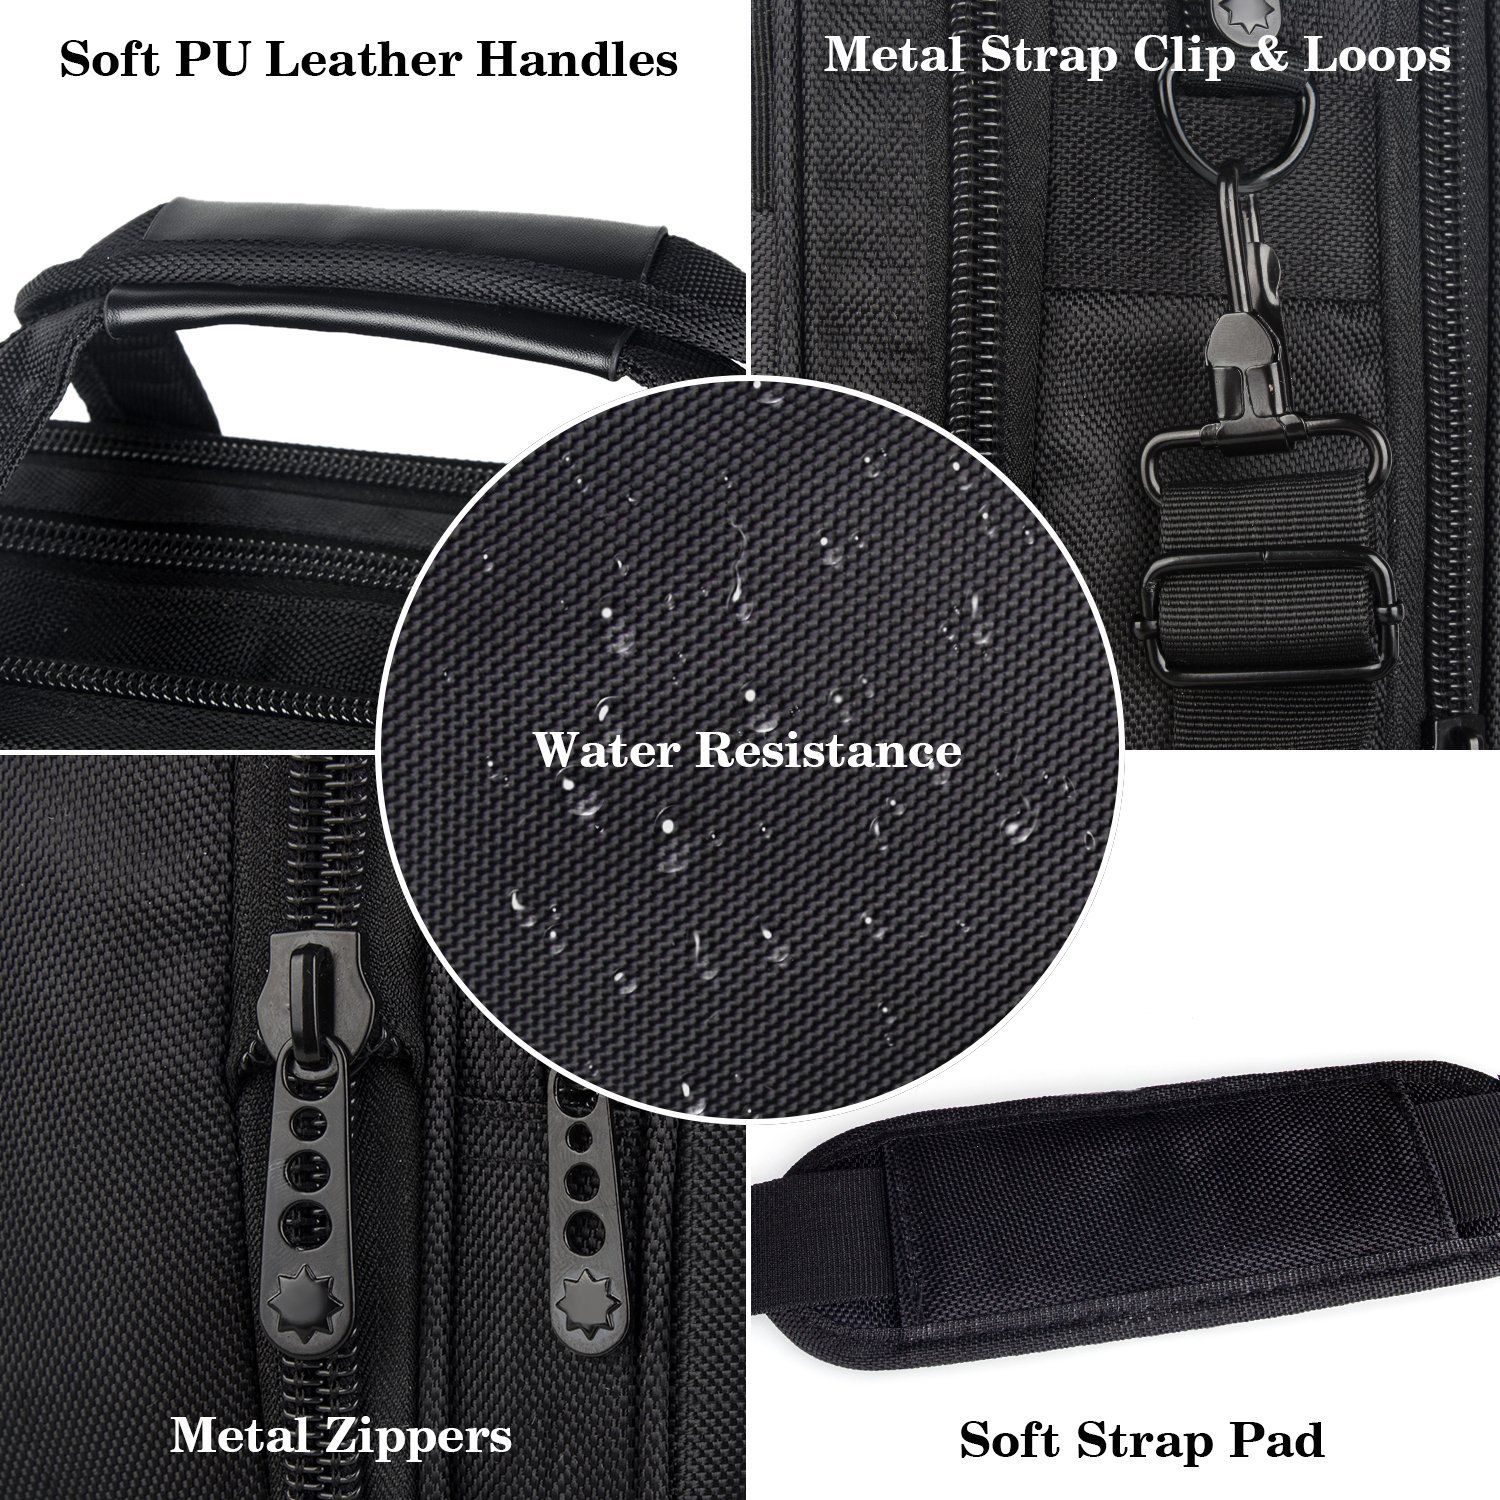 Soft PU Leather Handles
Metal Strap Clip & Loops
Water Resistance
Metal Zippers
Soft Strap Pad